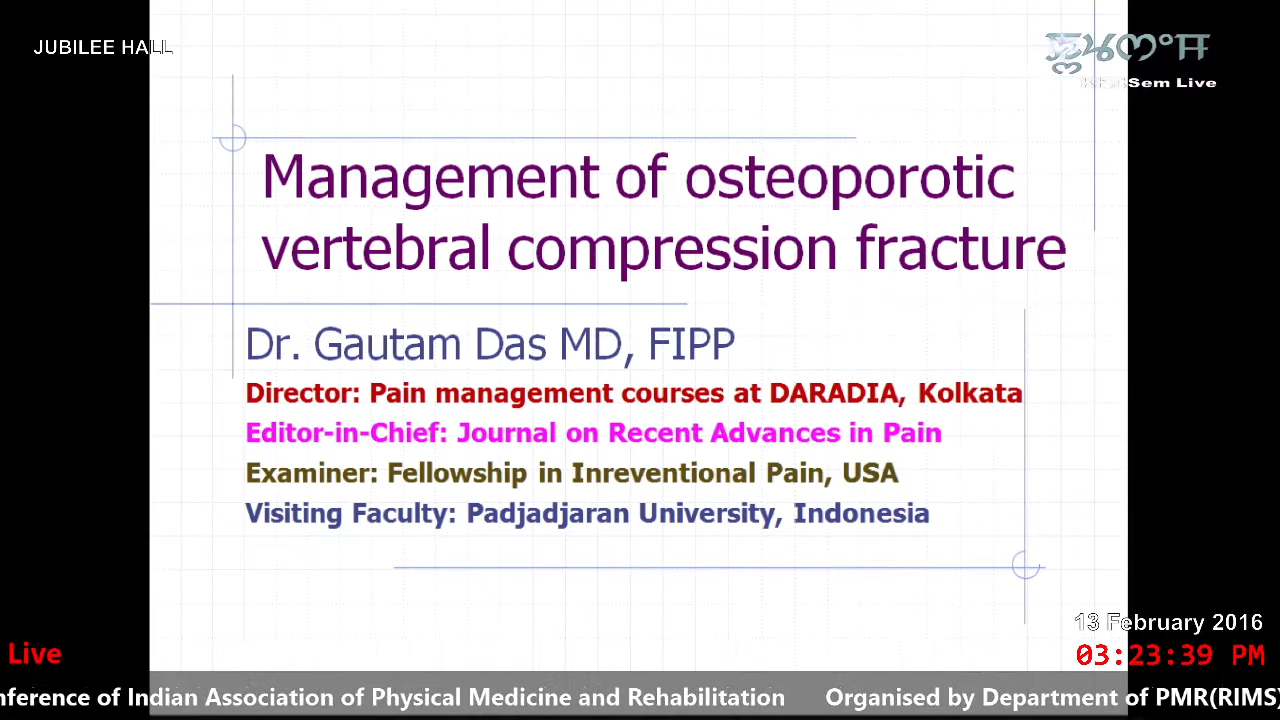 JUBILEE HALL
KhanSem Live
Management of osteoporotic
vertebral compression fracture
Dr. Gautam Das MD, FIPP
Director: Pain management courses at DARADIA, Kolkata
Editor-in-Chief: Journal on Recent Advances in Pain
Examiner: Fellowship in Inreventional Pain, USA
Visiting Faculty: Padjadjaran University, Indonesia
13 February 2016
Live
03:23:39 PM
nference of Indian Association of Physical Medicine and Rehabilitation Organised by Department of PMR(RIMS)